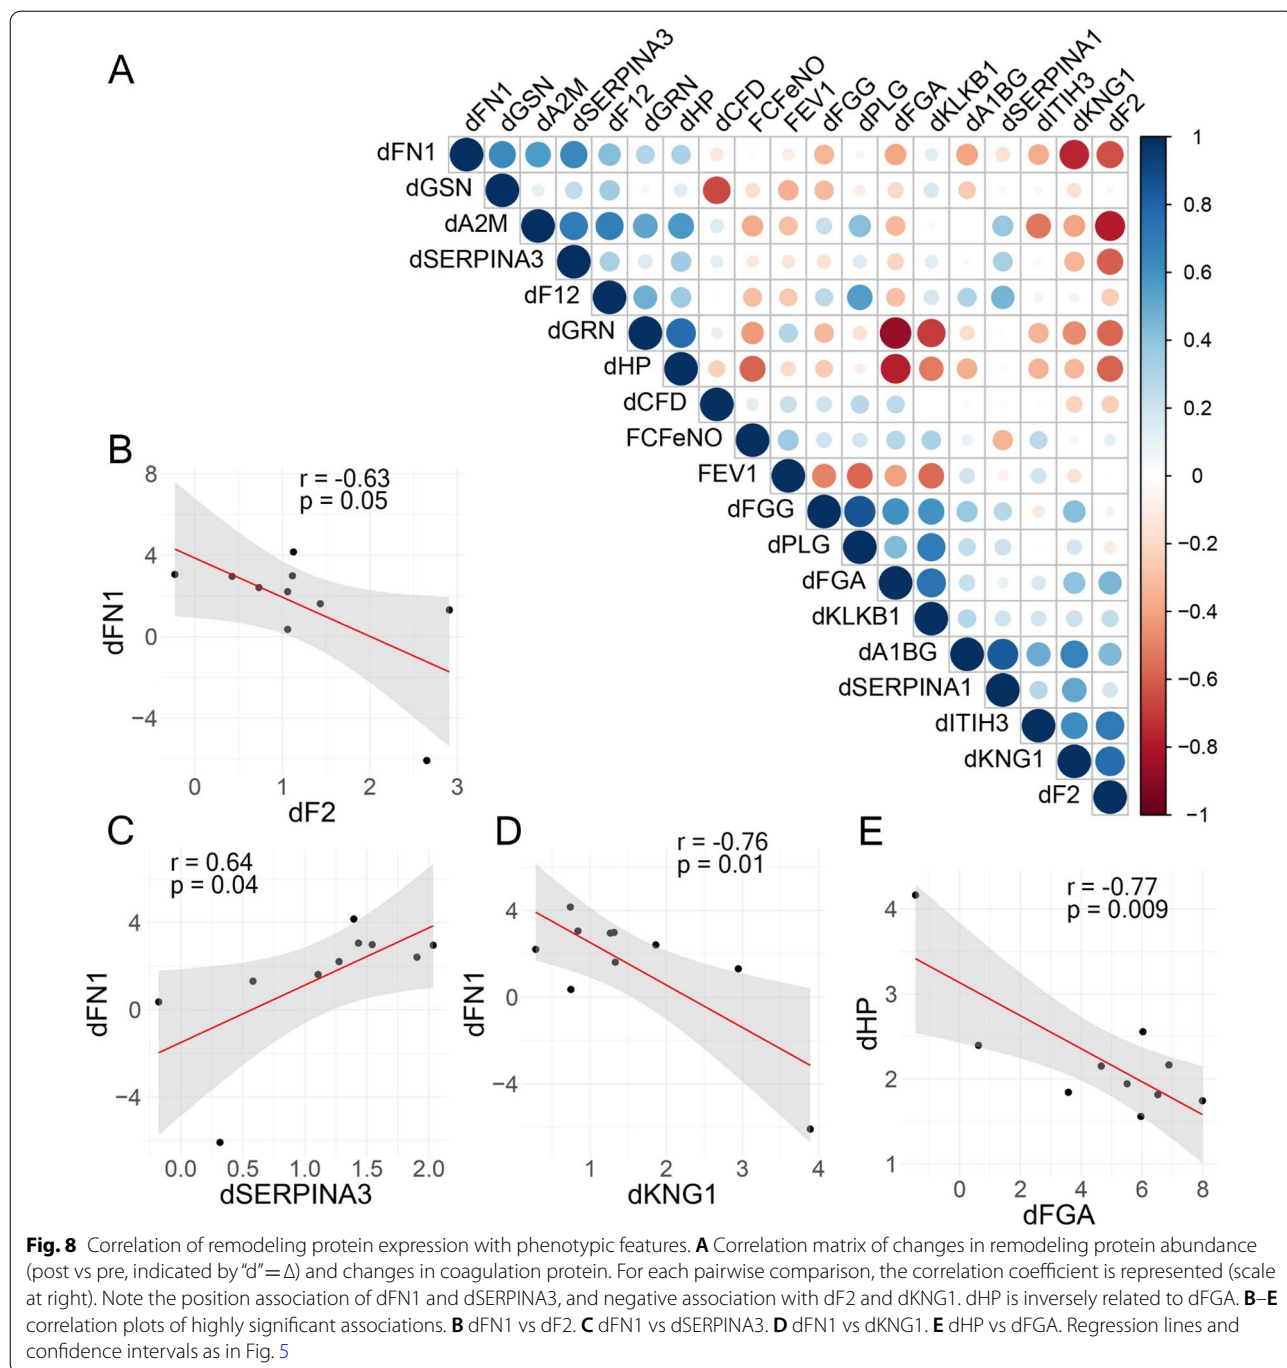 A
dFN1 dGSN dA2M dSERPINA3 dF12 dGRN dHP dCFD FCFeNO FEV1 dFGG dPLG dFGA dKLKB1 dA1BG dSERPINA1 dITIH3 dKNG1 dF2
dFN1
dGSN
dA2M
dSERPINA3
dF12
dGRN
dHP
dCFD
FCFeNO
FEV1
dFGG
dPLG
dFGA
dKLKB1
dA1BG
dSERPINA1
dITIH3
dKNG1
dF2
1
0.8
0.6
0.4
0.2
0
−0.2
−0.4
−0.6
−0.8
−1
B
r = -0.63
p = 0.05
8
4
0
−4
dFN1
0 1 2 3
dF2
C
r = 0.64
p = 0.04
4
0
−4
dFN1
0.0 0.5 1.0 1.5 2.0
dSERPINA3
D
r = -0.76
p = 0.01
4
0
−4
dFN1
1 2 3 4
dKNG1
E
r = -0.77
p = 0.009
4
3
2
1
dHP
0 2 4 6 8
dFGA
Fig. 8 Correlation of remodeling protein expression with phenotypic features. A Correlation matrix of changes in remodeling protein abundance
(post vs pre, indicated by “d” = Δ) and changes in coagulation protein. For each pairwise comparison, the correlation coefficient is represented (scale
at right). Note the position association of dFN1 and dSERPINA3, and negative association with dF2 and dKNG1. dHP is inversely related to dFGA. B–E
correlation plots of highly significant associations. B dFN1 vs dF2. C dFN1 vs dSERPINA3. D dFN1 vs dKNG1. E dHP vs dFGA. Regression lines and
confidence intervals as in Fig. 5